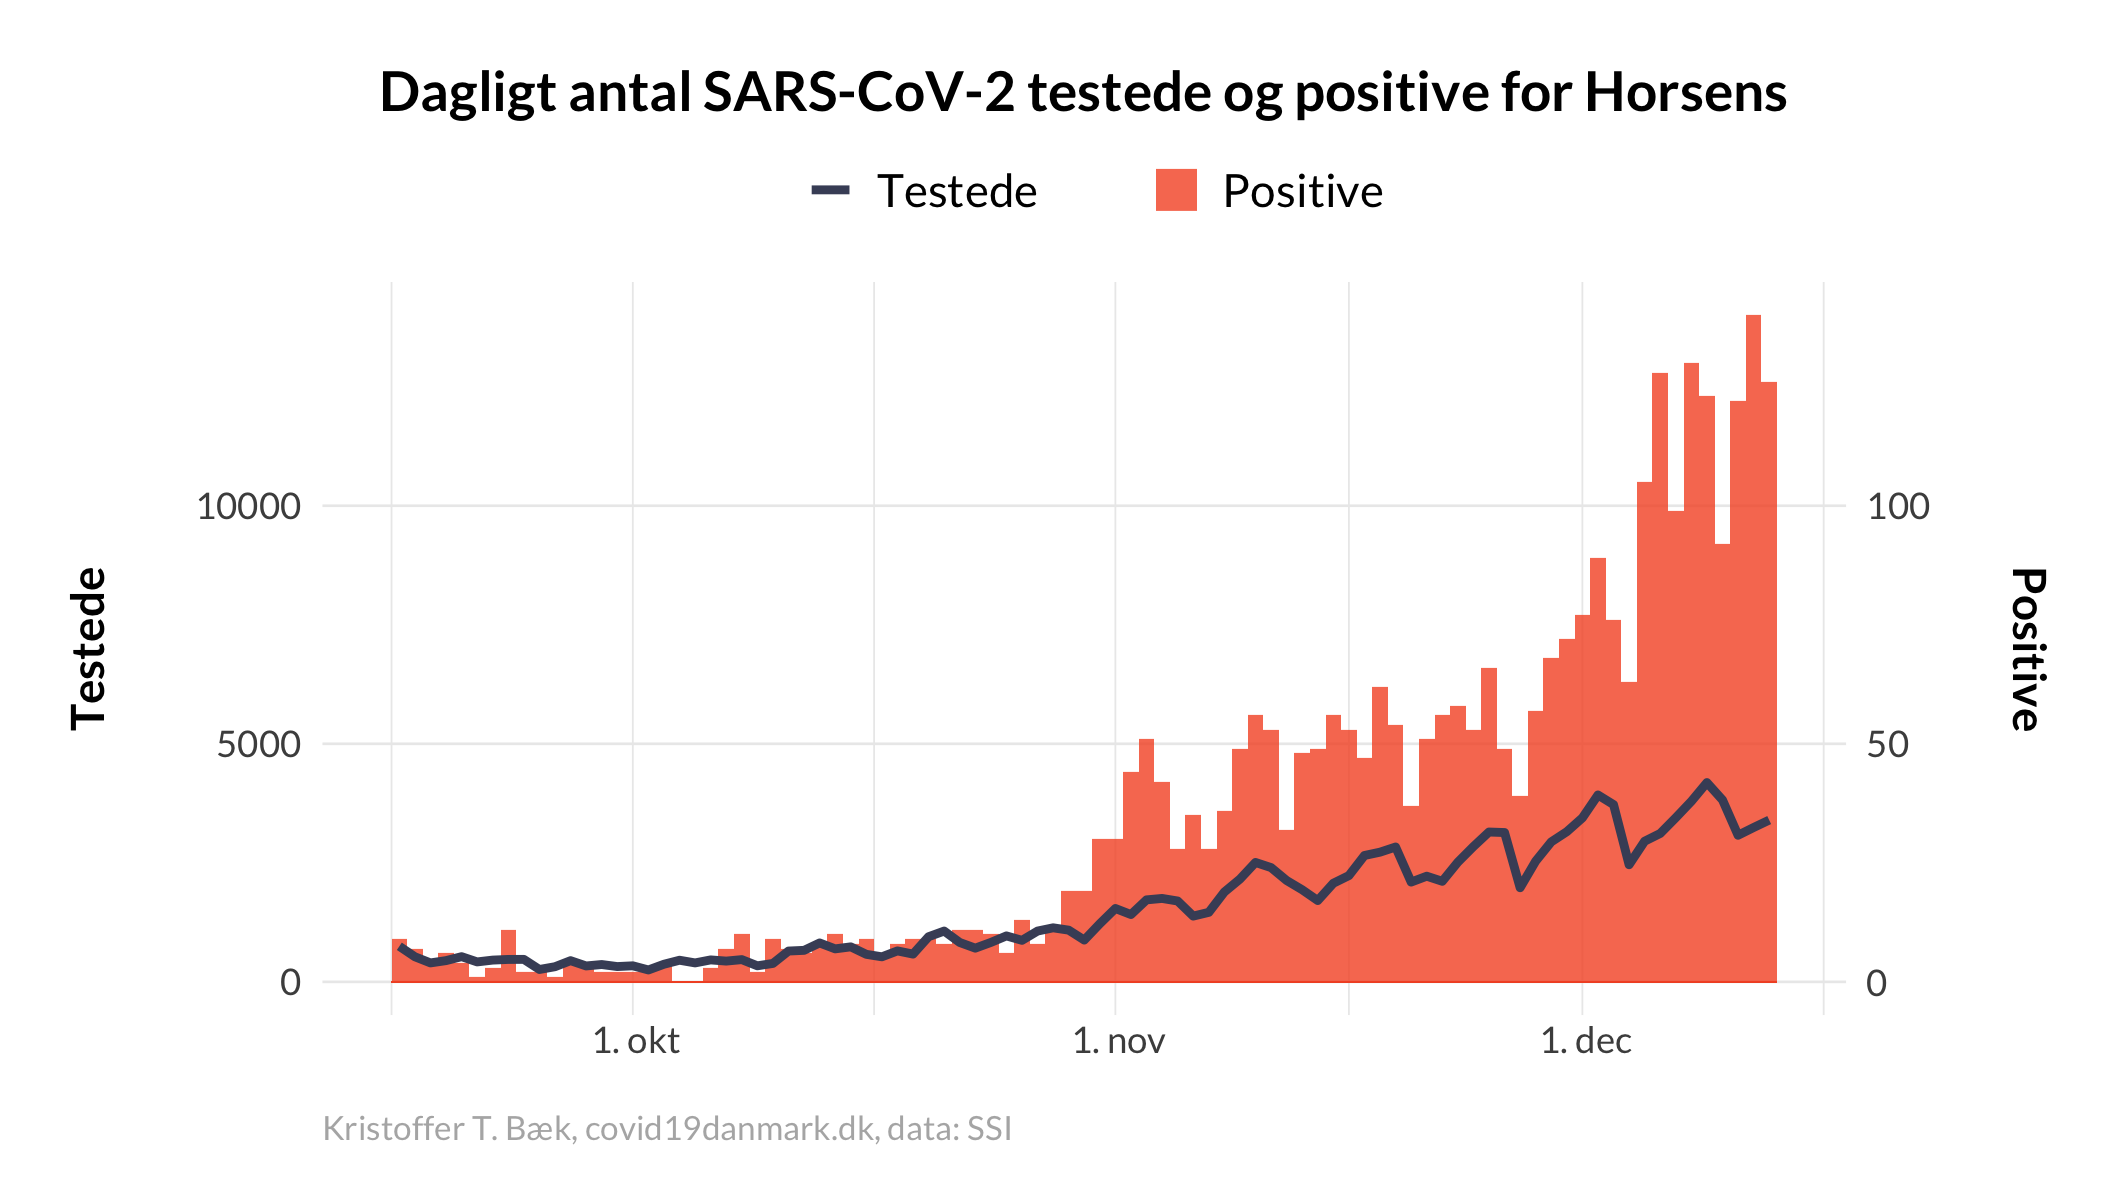 Dagligt antal SARS-CoV-2 testede og positive for Horsens
Testede
Positive
10000
5000
0
Testede
100
50
0
Positive
1. okt
1. nov
1. dec
Kristoffer T. Bæk, covid19danmark.dk, data: SSI